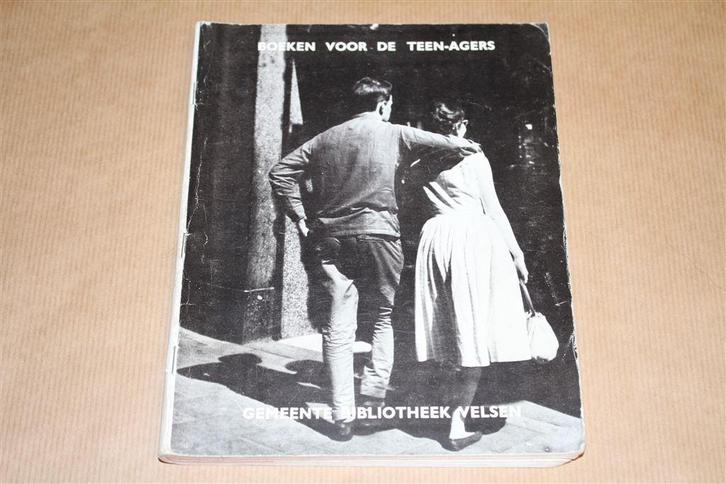 BOEKEN VOOR DE TEEN-AGERS
GEMEENTE BIBLIOTHEEK VELSEN